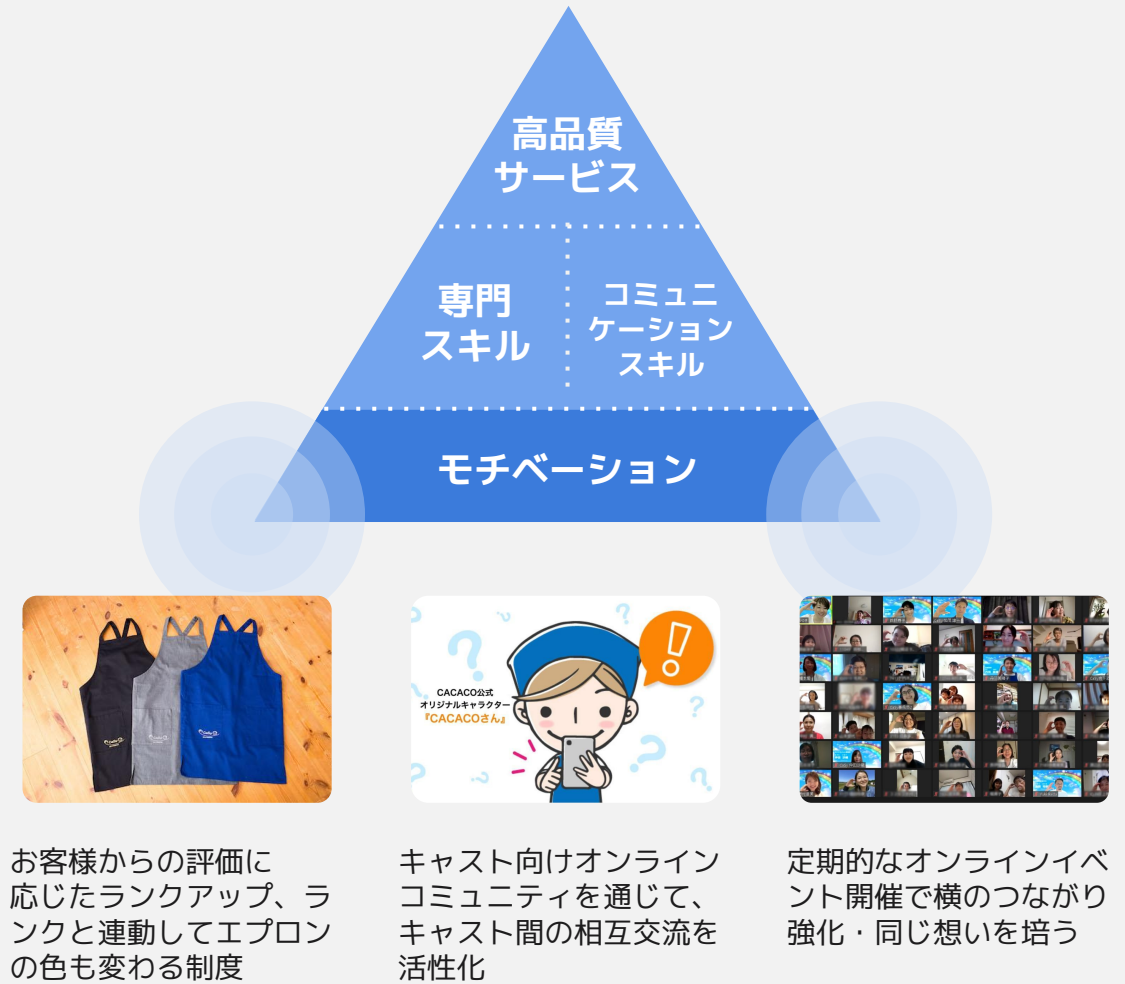 高品質
サービス
専門
スキル
コミュニ
ケーション
スキル
モチベーション
CACACO公式
オリジナルキャラクター
『CACACOさん』
お客様からの評価に
応じたランクアップ、ラ
ンクと連動してエプロン
の色も変わる制度
キャスト向けオンライン
コミュニティを通じて、
キャスト間の相互交流を
活性化
定期的なオンラインイベ
ント開催で横のつながり
強化・同じ想いを培う